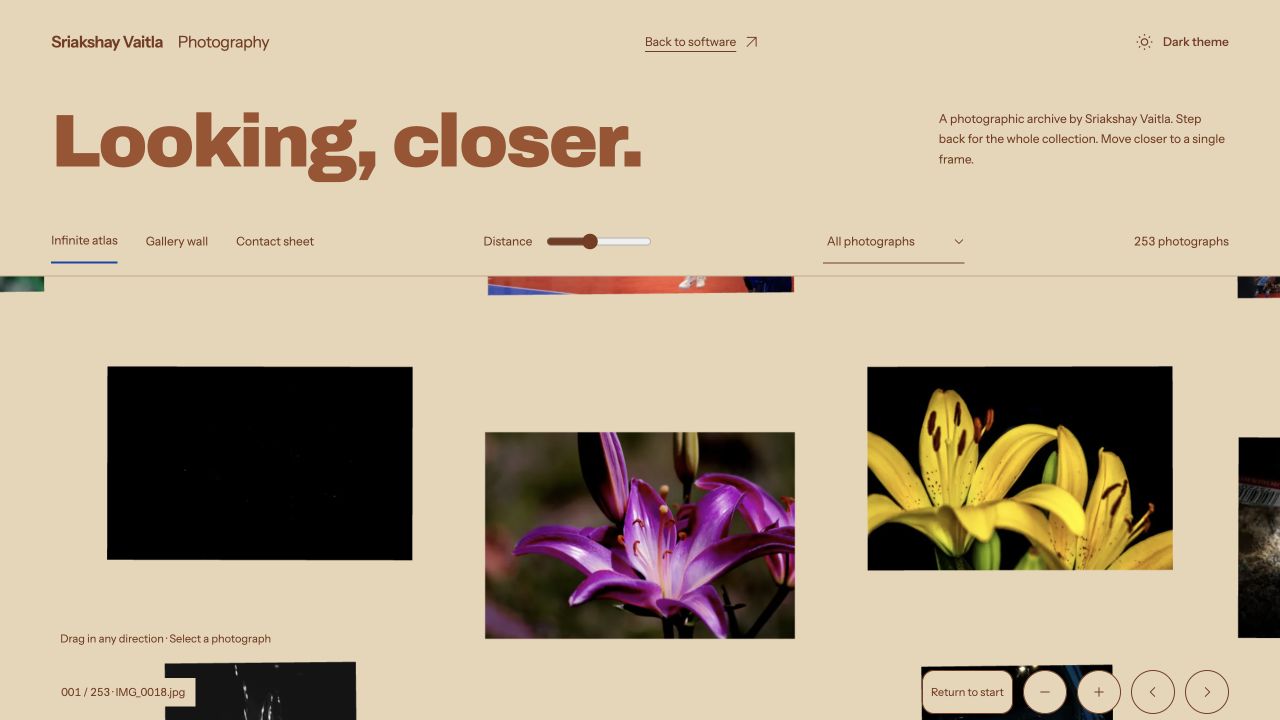 Sriakshay Vaitla Photography
Back to software
Dark theme
Looking, closer.
A photographic archive by Sriakshay Vaitla. Step
back for the whole collection. Move closer to a single
frame.
Infinite atlas
Gallery wall
Contact sheet
Distance
All photographs
253 photographs
Drag in any direction · Select a photograph
001 / 253 · IMG_0018.jpg
Return to start